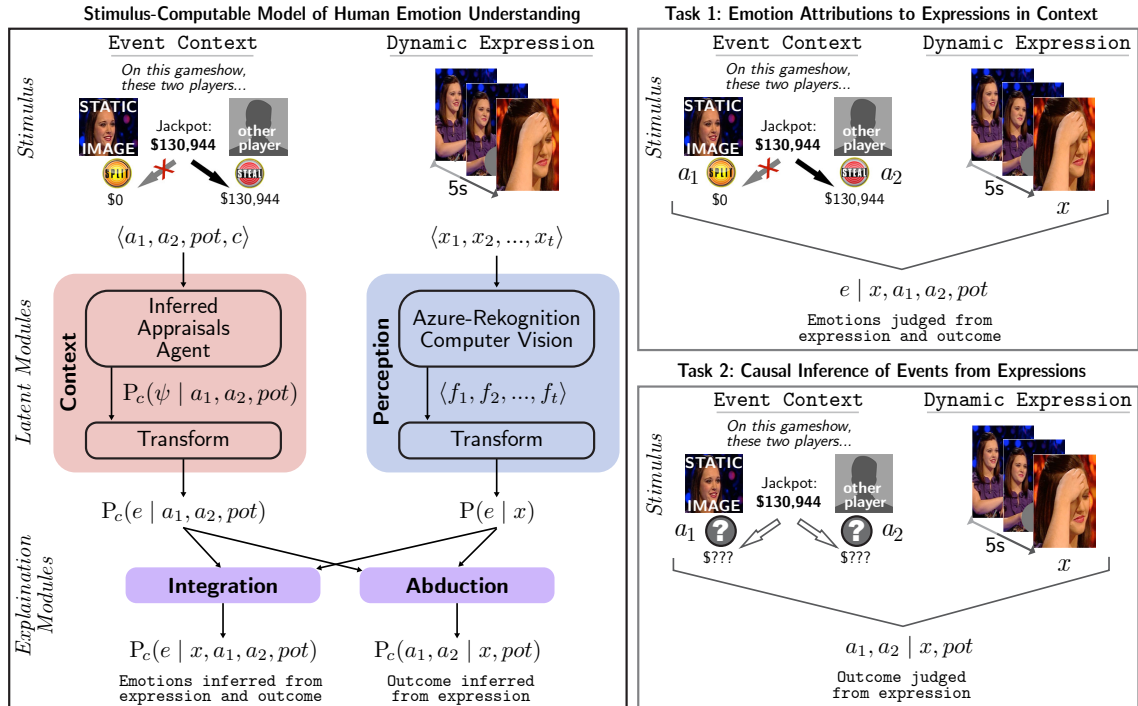 Stimulus-Computable Model of Human Emotion Understanding
Stimulus
Event Context
On this gameshow,
these two players...
STATIC
IMAGE
Jackpot:
$130,944
other
player
SPLIT
STEAL
$0
$130,944
Dynamic Expression
5s
⟨a₁, a₂, pot, c⟩
⟨x₁, x₂, ..., xₜ⟩
Latent Modules
Context
Inferred
Appraisals
Agent
P_c(ψ | a₁, a₂, pot)
Transform
Perception
Azure-Rekognition
Computer Vision
⟨f₁, f₂, ..., fₜ⟩
Transform
P_c(e | a₁, a₂, pot)
P(e | x)
Explaination
Modules
Integration
Abduction
P_c(e | x, a₁, a₂, pot)
P_c(a₁, a₂ | x, pot)
Emotions inferred from
expression and outcome
Outcome inferred
from expression
Task 1: Emotion Attributions to Expressions in Context
Stimulus
Event Context
On this gameshow,
these two players...
STATIC
IMAGE
Jackpot:
$130,944
other
player
a₁
SPLIT
STEAL
a₂
$0
$130,944
Dynamic Expression
5s
x
e | x, a₁, a₂, pot
Emotions judged from
expression and outcome
Task 2: Causal Inference of Events from Expressions
Stimulus
Event Context
On this gameshow,
these two players...
STATIC
IMAGE
Jackpot:
$130,944
other
player
a₁
?
?
a₂
$???
$???
Dynamic Expression
5s
x
a₁, a₂ | x, pot
Outcome judged
from expression